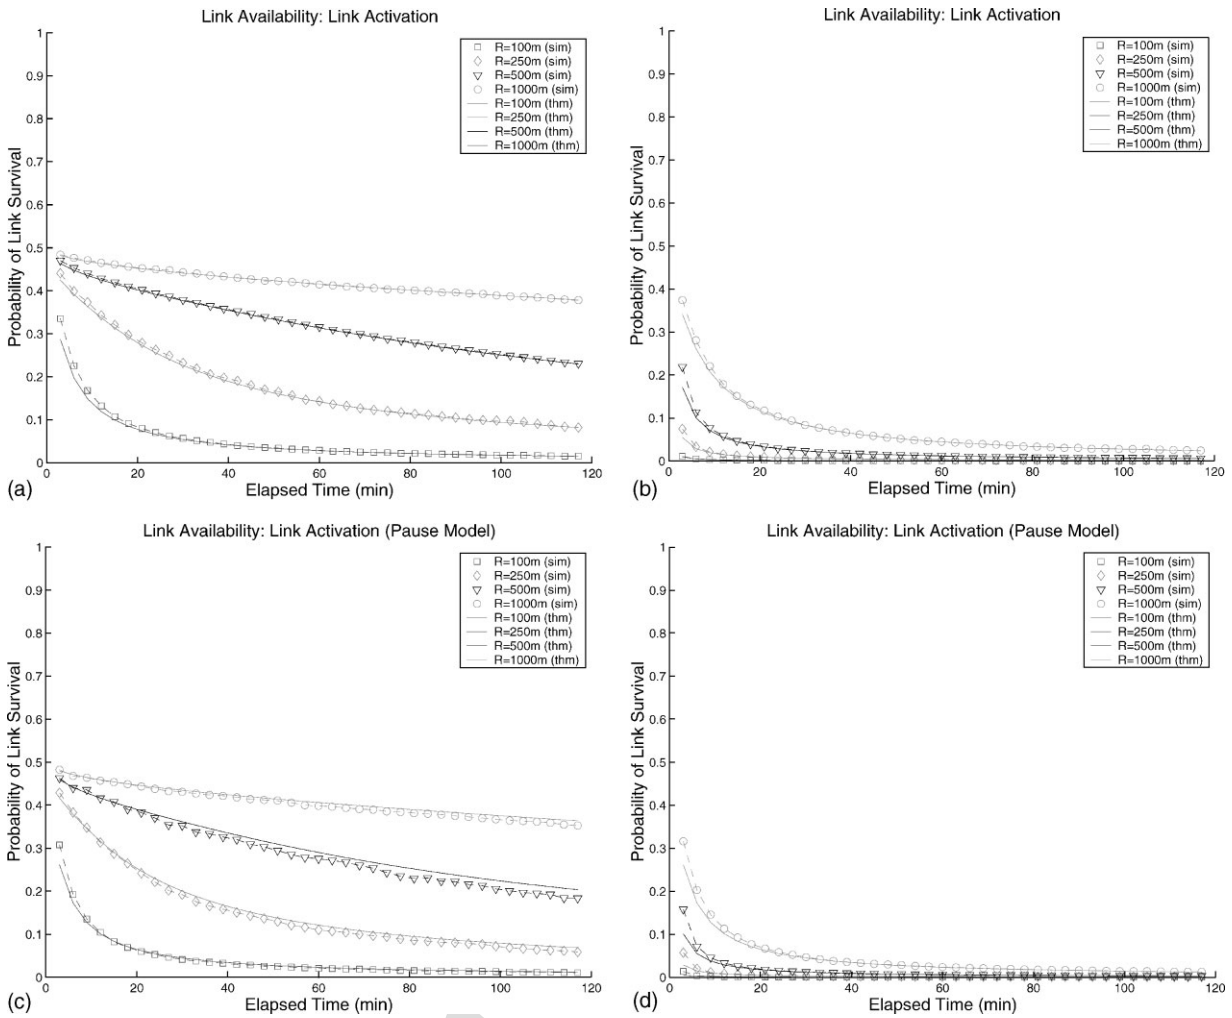 Link Availability: Link Activation
Probability of Link Survival
1
0.9
0.8
0.7
0.6
0.5
0.4
0.3
0.2
0.1
0
R=100m (sim)
R=250m (sim)
R=500m (sim)
R=1000m (sim)
R=100m (thm)
R=250m (thm)
R=500m (thm)
R=1000m (thm)
0 20 40 60 80 100 120
(a) Elapsed Time (min)
Link Availability: Link Activation
Probability of Link Survival
1
0.9
0.8
0.7
0.6
0.5
0.4
0.3
0.2
0.1
0
R=100m (sim)
R=250m (sim)
R=500m (sim)
R=1000m (sim)
R=100m (thm)
R=250m (thm)
R=500m (thm)
R=1000m (thm)
0 20 40 60 80 100 120
(b) Elapsed Time (min)
Link Availability: Link Activation (Pause Model)
Probability of Link Survival
1
0.9
0.8
0.7
0.6
0.5
0.4
0.3
0.2
0.1
0
R=100m (sim)
R=250m (sim)
R=500m (sim)
R=1000m (sim)
R=100m (thm)
R=250m (thm)
R=500m (thm)
R=1000m (thm)
0 20 40 60 80 100 120
(c) Elapsed Time (min)
Link Availability: Link Activation (Pause Model)
Probability of Link Survival
1
0.9
0.8
0.7
0.6
0.5
0.4
0.3
0.2
0.1
0
R=100m (sim)
R=250m (sim)
R=500m (sim)
R=1000m (sim)
R=100m (thm)
R=250m (thm)
R=500m (thm)
R=1000m (thm)
0 20 40 60 80 100 120
(d) Elapsed Time (min)